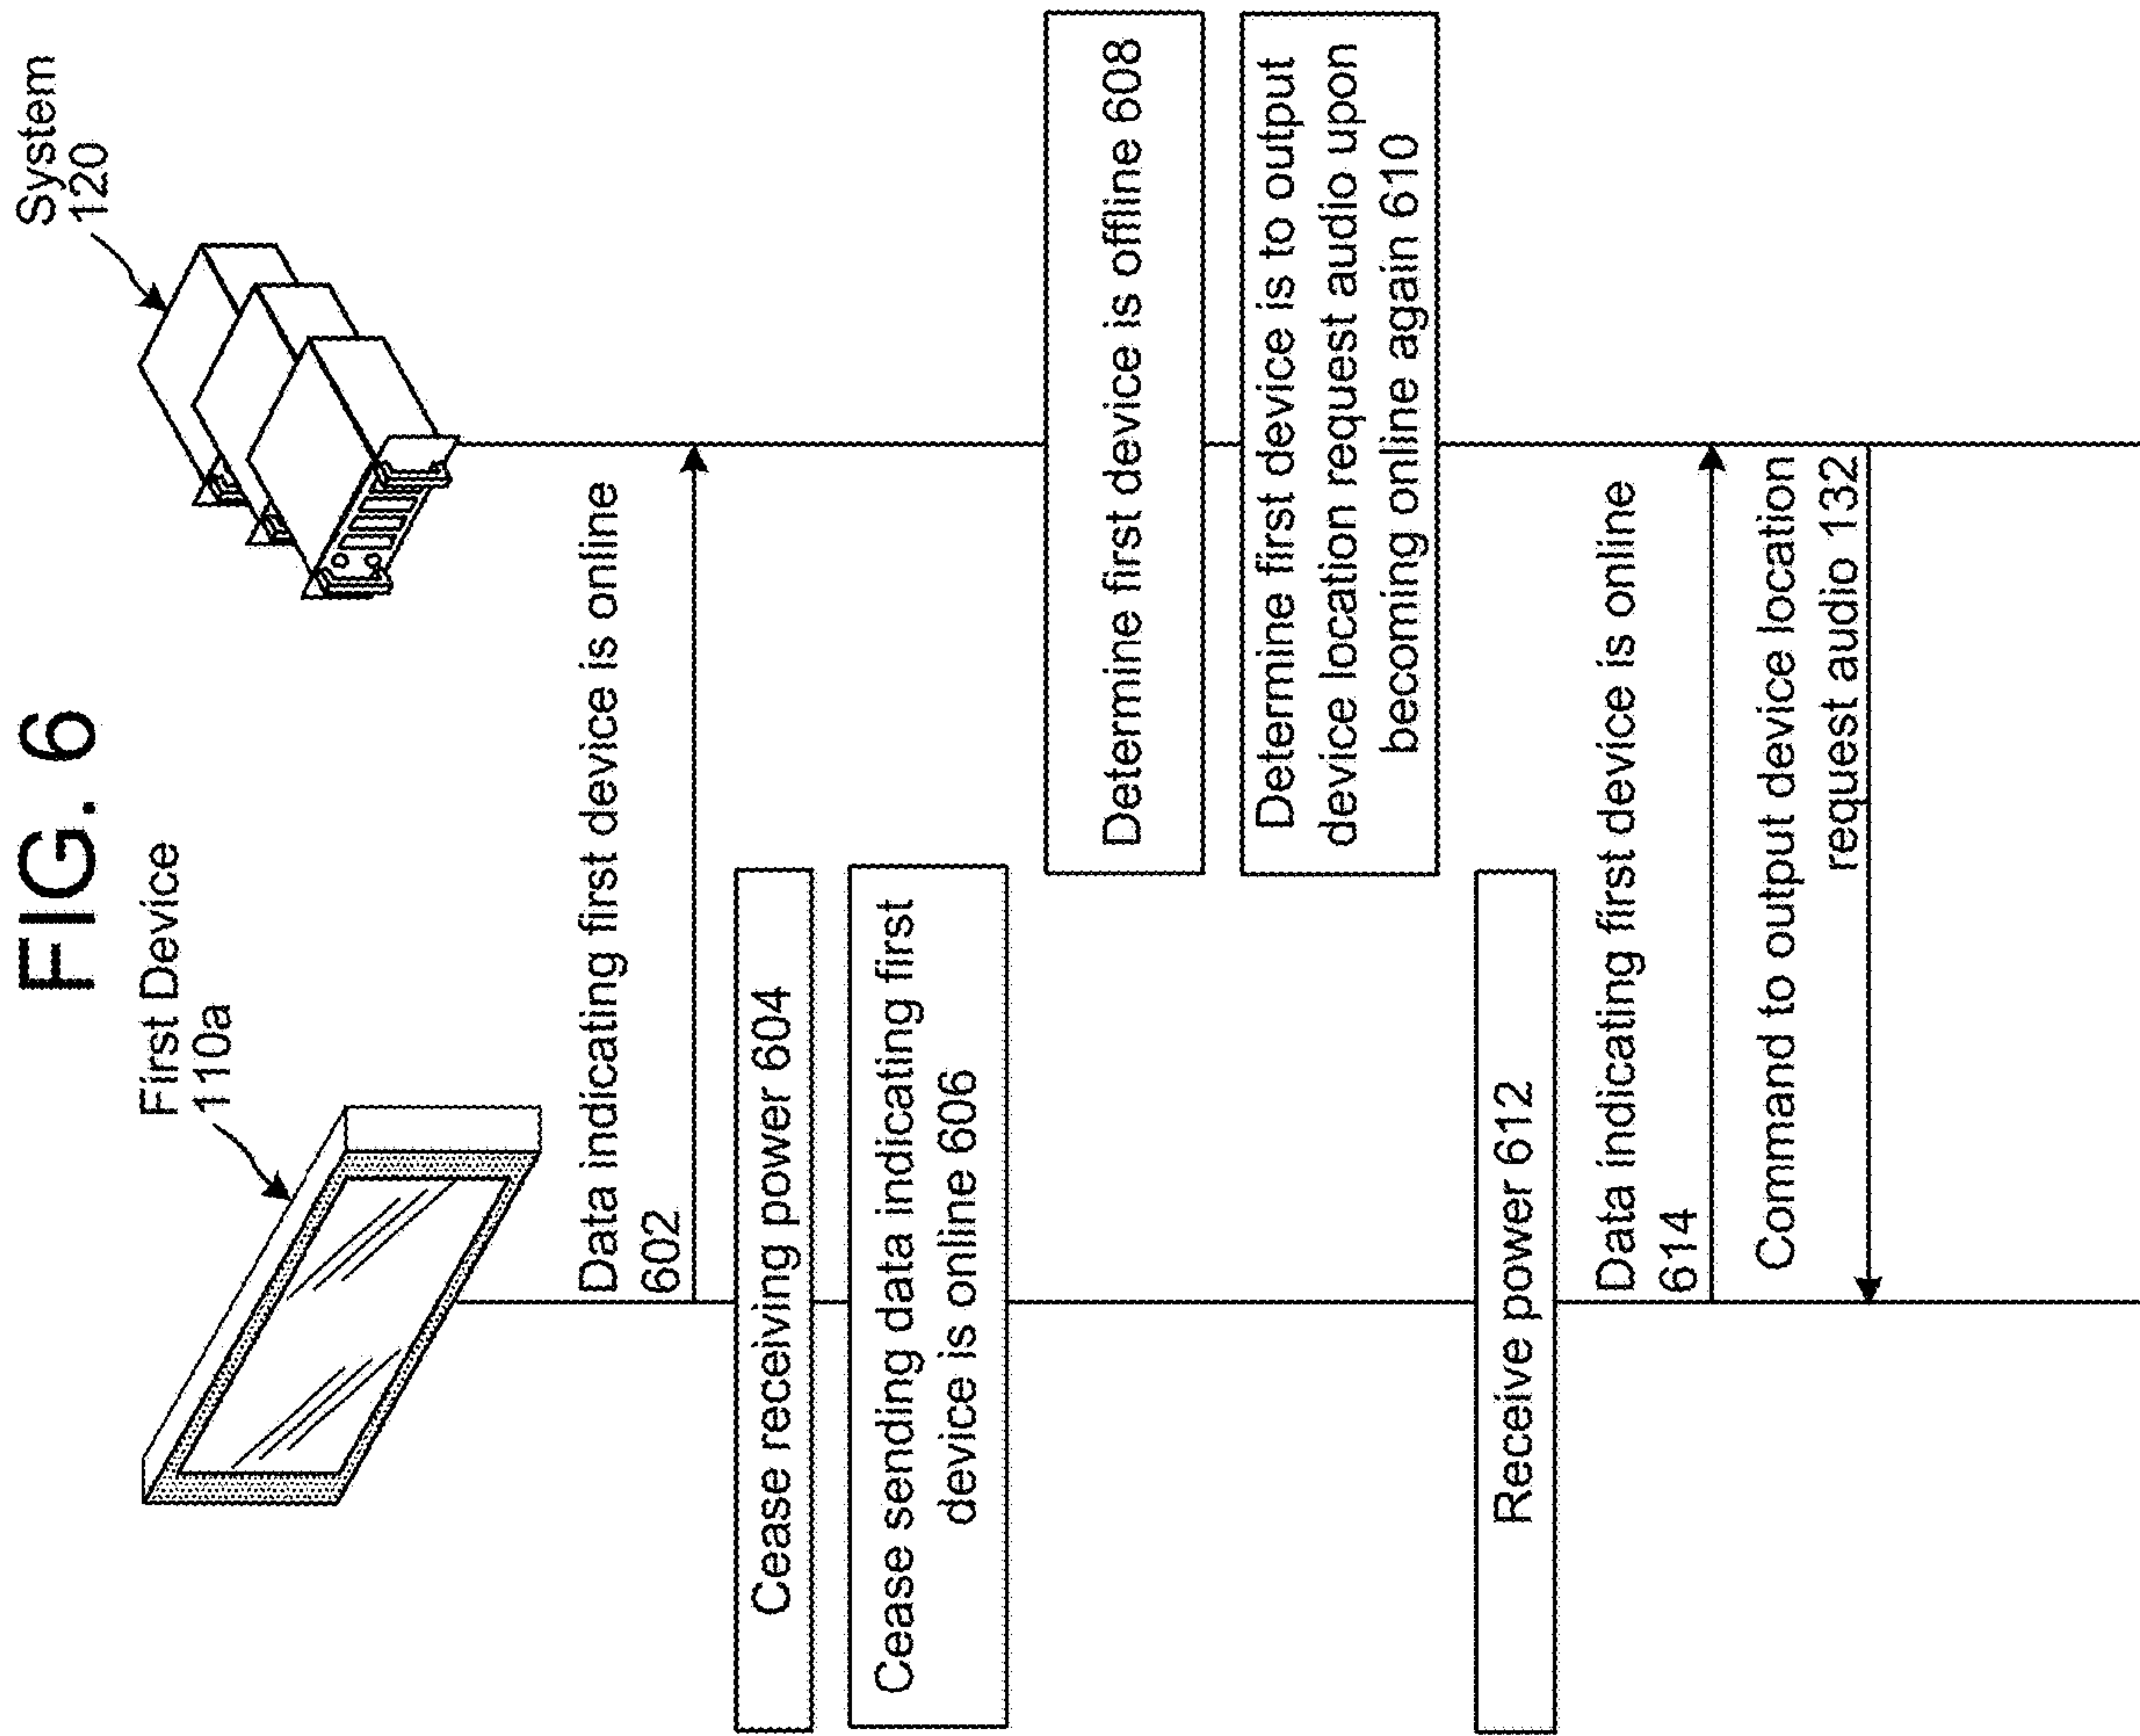 FIG. 6
First Device
110a
System
120
Data indicating first device is online
602
Cease receiving power 604
Cease sending data indicating first
device is online 606
Determine first device is offline 608
Determine first device is to output
device location request audio upon
becoming online again 610
Receive power 612
Data indicating first device is online
614
Command to output device location
request audio 132